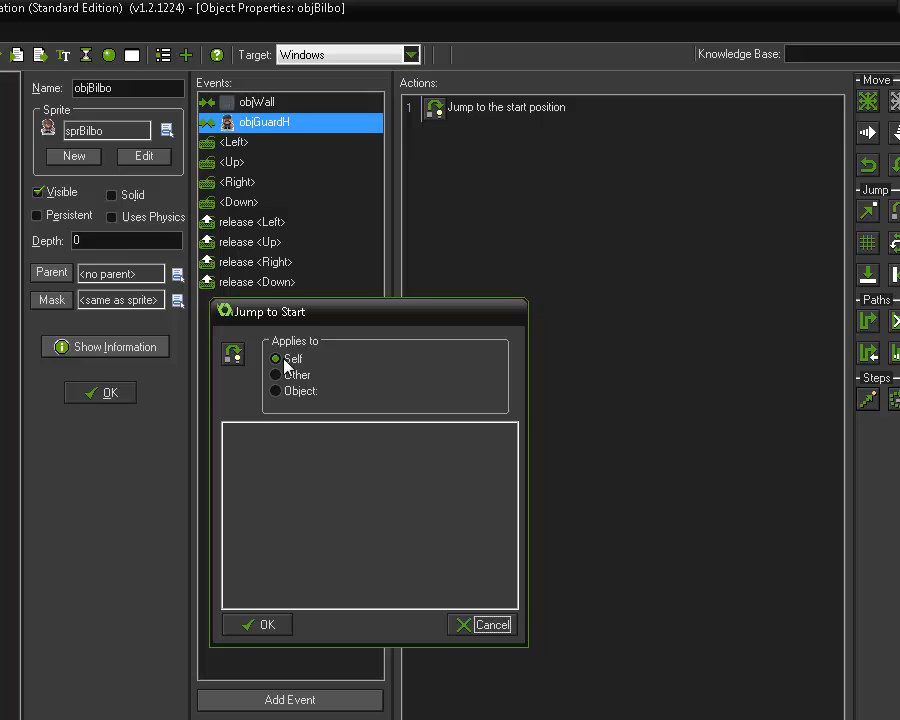 ation (Standard Edition) (v1.2.1224) - [Object Properties: objBilbo]
Target: Windows
Knowledge Base:
Name: objBilbo
Sprite
sprBilbo
New Edit
Visible Solid
Persistent Uses Physics
Depth: 0
Parent <no parent>
Mask <same as sprite>
Show Information
OK
Events:
objWall
objGuardH
<Left>
<Up>
<Right>
<Down>
release <Left>
release <Up>
release <Right>
release <Down>
Add Event
Actions:
1 Jump to the start position
Move
Jump
Paths
Steps
Jump to Start
Applies to
Self
Other
Object:
OK Cancel